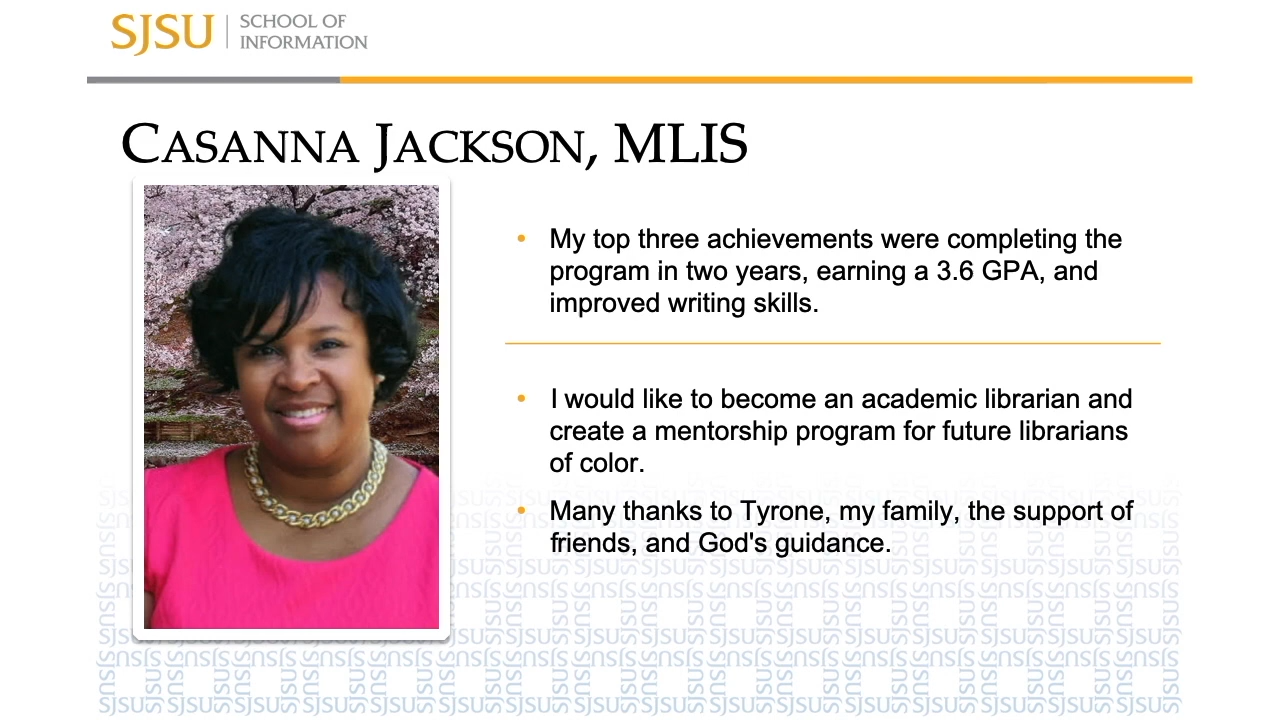 SJSU SCHOOL OF
INFORMATION
CASANNA JACKSON, MLIS
• My top three achievements were completing the
program in two years, earning a 3.6 GPA, and
improved writing skills.
• I would like to become an academic librarian and
create a mentorship program for future librarians
of color.
• Many thanks to Tyrone, my family, the support of
friends, and God's guidance.